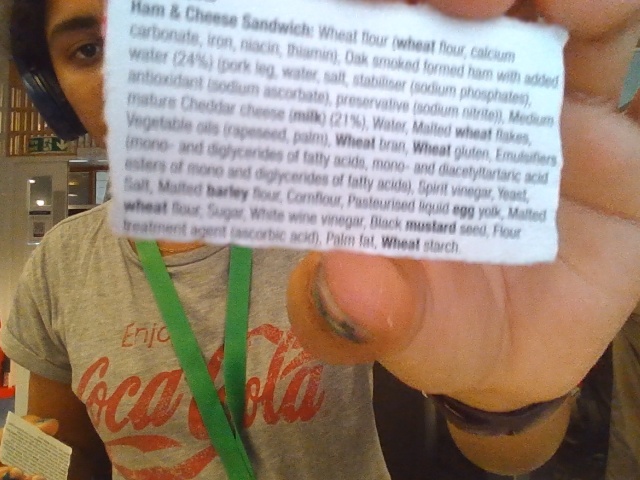 Ham & Cheese Sandwich: Wheat flour (wheat flour, calcium
carbonate, iron, niacin, thiamin), Oak smoked formed ham with added
water (24%) (pork leg, water, salt, stabiliser (sodium phosphates),
antioxidant (sodium ascorbate), preservative (sodium nitrite)), Medium
mature Cheddar cheese (milk) (21%), Water, Malted wheat flakes,
Vegetable oils (rapeseed, palm), Wheat bran, Wheat gluten, Emulsifiers
(mono- and diglycerides of fatty acids, mono- and diacetyltartaric acid
esters of mono and diglycerides of fatty acids), Spirit vinegar, Yeast,
Salt, Malted barley flour, Cornflour, Pasteurised liquid egg yolk, Malted
wheat flour, Sugar, White wine vinegar, Black mustard seed, Flour
treatment agent (ascorbic acid), Palm fat, Wheat starch.
Enjo
Coca Cola